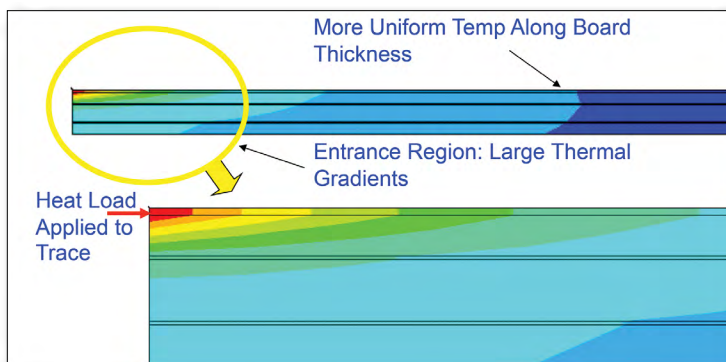 More Uniform Temp Along Board
Thickness
Entrance Region: Large Thermal
Gradients
Heat Load
Applied to
Trace